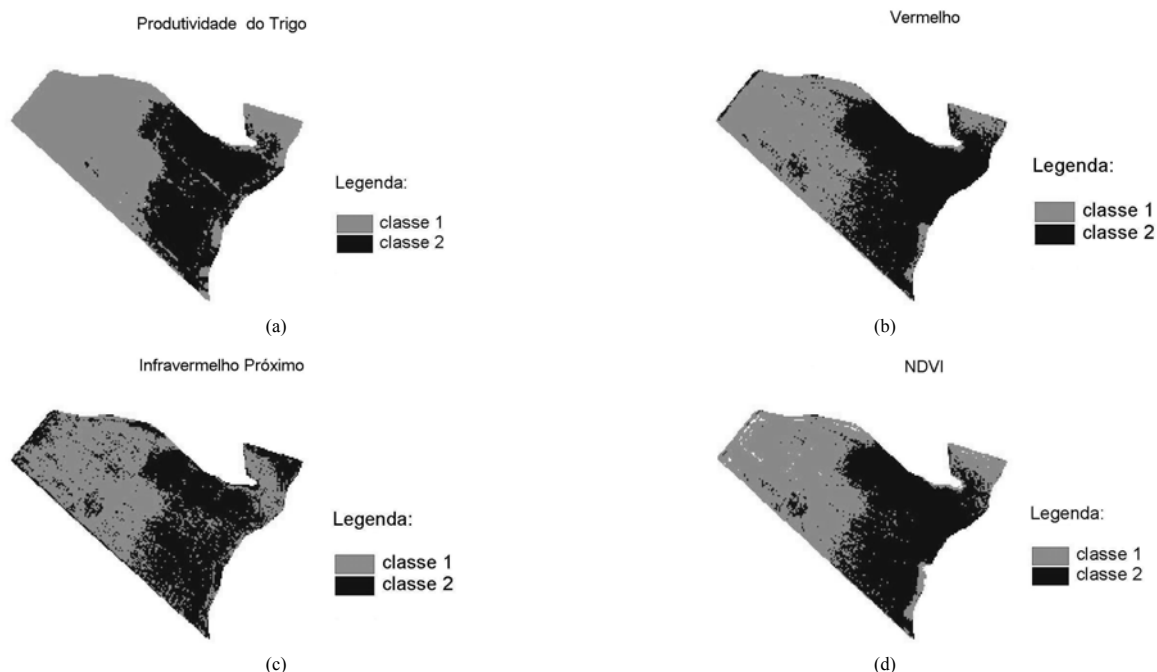 Produtividade do Trigo
Legenda:
classe 1
classe 2
(a)
Vermelho
Legenda:
classe 1
classe 2
(b)
Infravermelho Próximo
Legenda:
classe 1
classe 2
(c)
NDVI
Legenda:
classe 1
classe 2
(d)